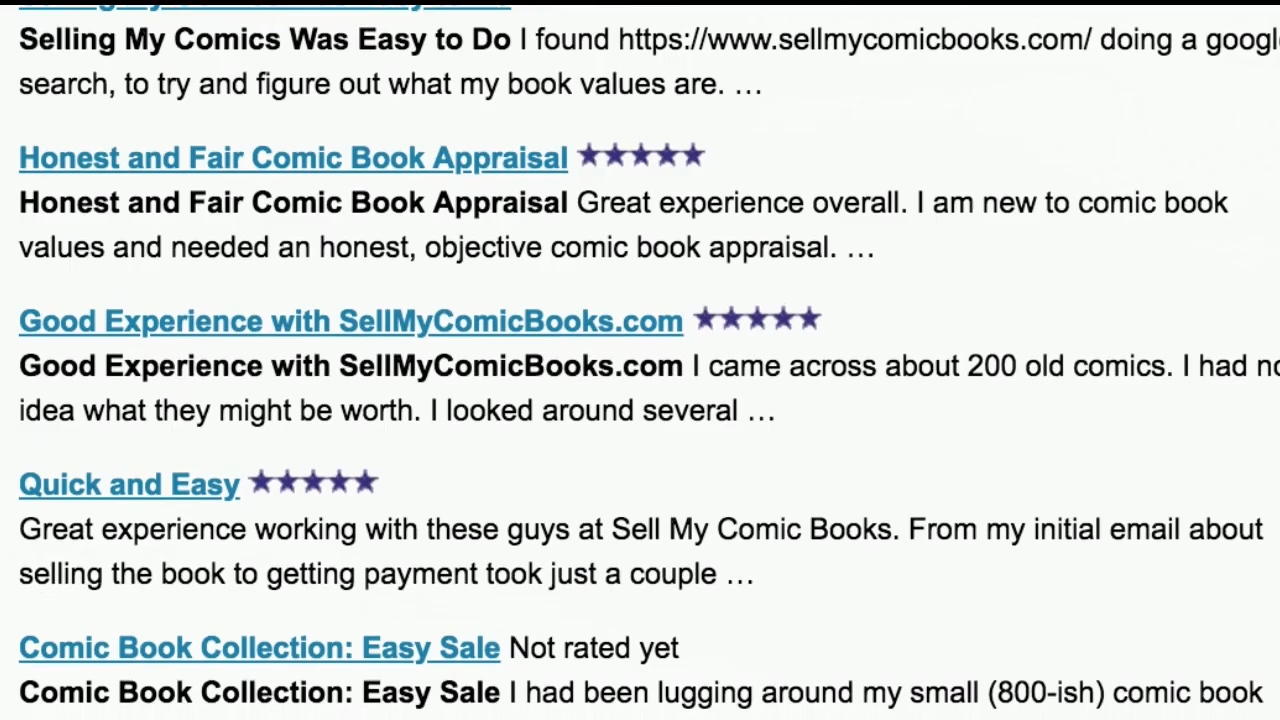 Selling My Comics Was Easy to Do I found https://www.sellmycomicbooks.com/ doing a
search, to try and figure out what my book values are. …
Honest and Fair Comic Book Appraisal ★★★★★
Honest and Fair Comic Book Appraisal Great experience overall. I am new to comic book
values and needed an honest, objective comic book appraisal. …
Good Experience with SellMyComicBooks.com ★★★★★
Good Experience with SellMyComicBooks.com I came across about 200 old comics. I had
idea what they might be worth. I looked around several …
Quick and Easy ★★★★★
Great experience working with these guys at Sell My Comic Books. From my initial email about
selling the book to getting payment took just a couple …
Comic Book Collection: Easy Sale Not rated yet
Comic Book Collection: Easy Sale I had been lugging around my small (800-ish) comic book